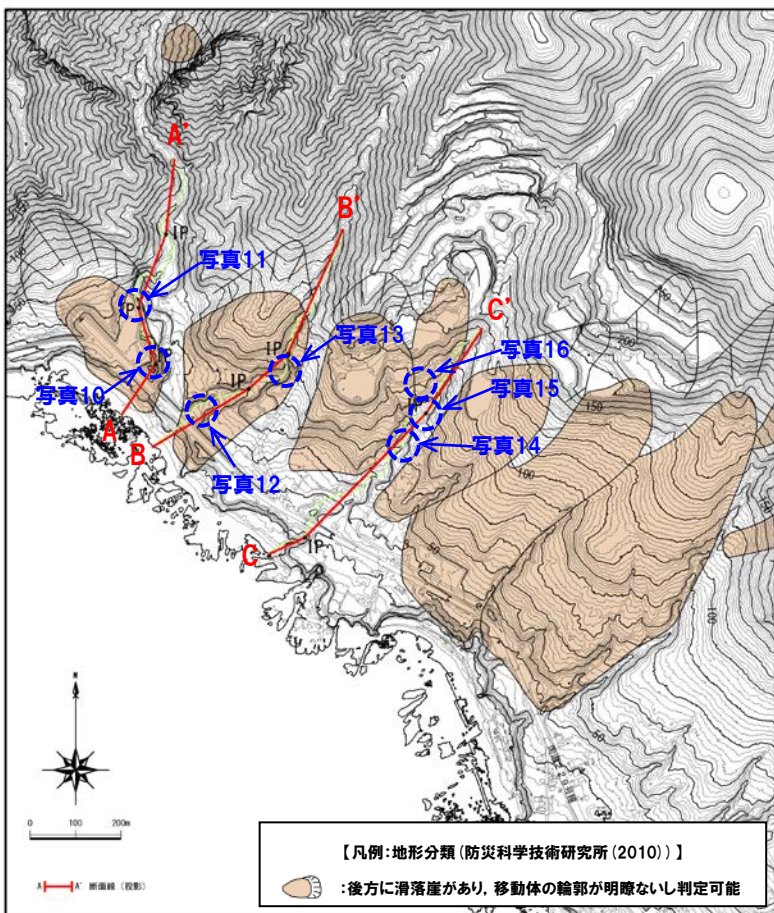 A'
B'
IP
写真11
C'
写真13
IP
写真16
写真10
IP
写真15
A
写真14
B
写真12
C
IP
100
150
200
150
100
50
100
50
N
0 100 200m
A A' 断面線 (投影)
【凡例:地形分類(防災科学技術研究所(2010))】
:後方に滑落崖があり,移動体の輪郭が明瞭ないし判定可能